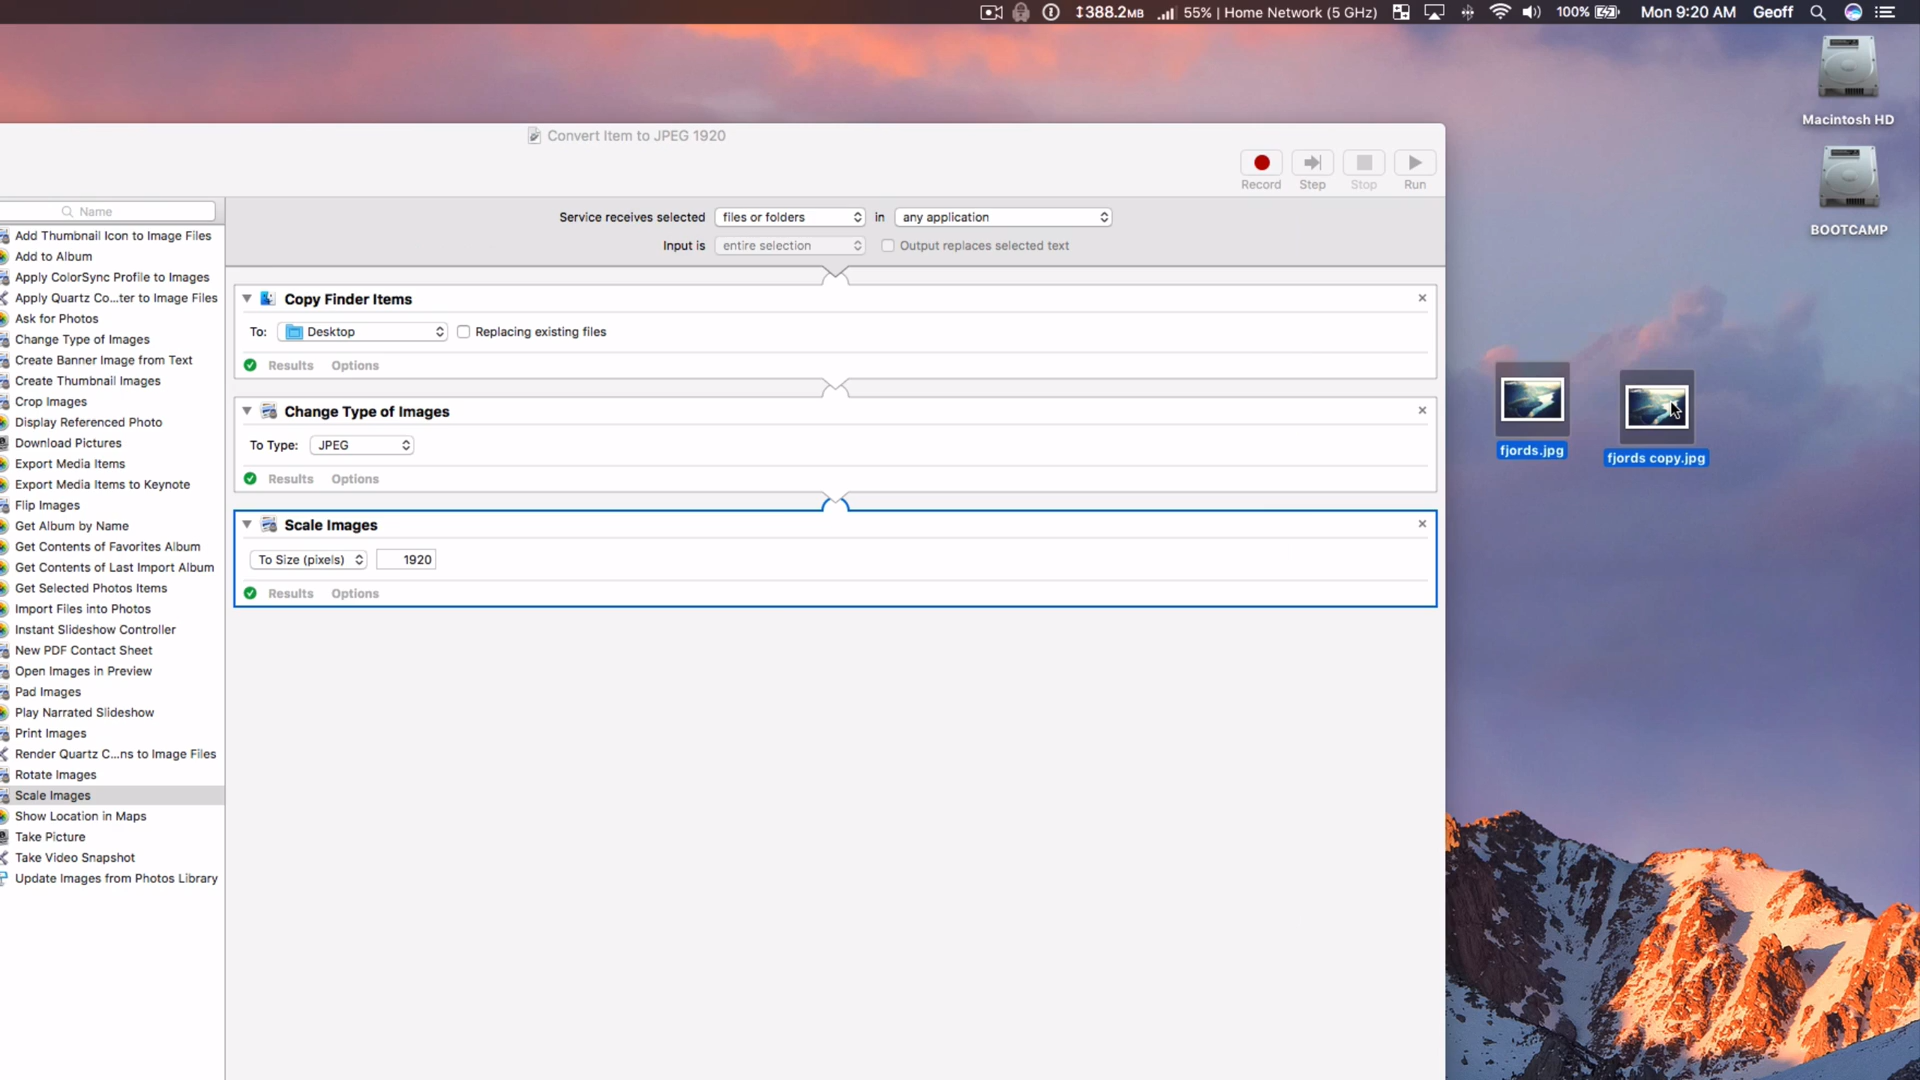 388.2MB 55% | Home Network (5 GHz) 100% Mon 9:20 AM Geoff
Macintosh HD
BOOTCAMP
fjords.jpg
fjords copy.jpg
Convert Item to JPEG 1920
Record Step Stop Run
Name
Add Thumbnail Icon to Image Files
Add to Album
Apply ColorSync Profile to Images
Apply Quartz Co...ter to Image Files
Ask for Photos
Change Type of Images
Create Banner Image from Text
Create Thumbnail Images
Crop Images
Display Referenced Photo
Download Pictures
Export Media Items
Export Media Items to Keynote
Flip Images
Get Album by Name
Get Contents of Favorites Album
Get Contents of Last Import Album
Get Selected Photos Items
Import Files into Photos
Instant Slideshow Controller
New PDF Contact Sheet
Open Images in Preview
Pad Images
Play Narrated Slideshow
Print Images
Render Quartz C...ns to Image Files
Rotate Images
Scale Images
Show Location in Maps
Take Picture
Take Video Snapshot
Update Images from Photos Library
Service receives selected files or folders in any application
Input is entire selection Output replaces selected text
Copy Finder Items
To: Desktop Replacing existing files
Results Options
Change Type of Images
To Type: JPEG
Results Options
Scale Images
To Size (pixels) 1920
Results Options